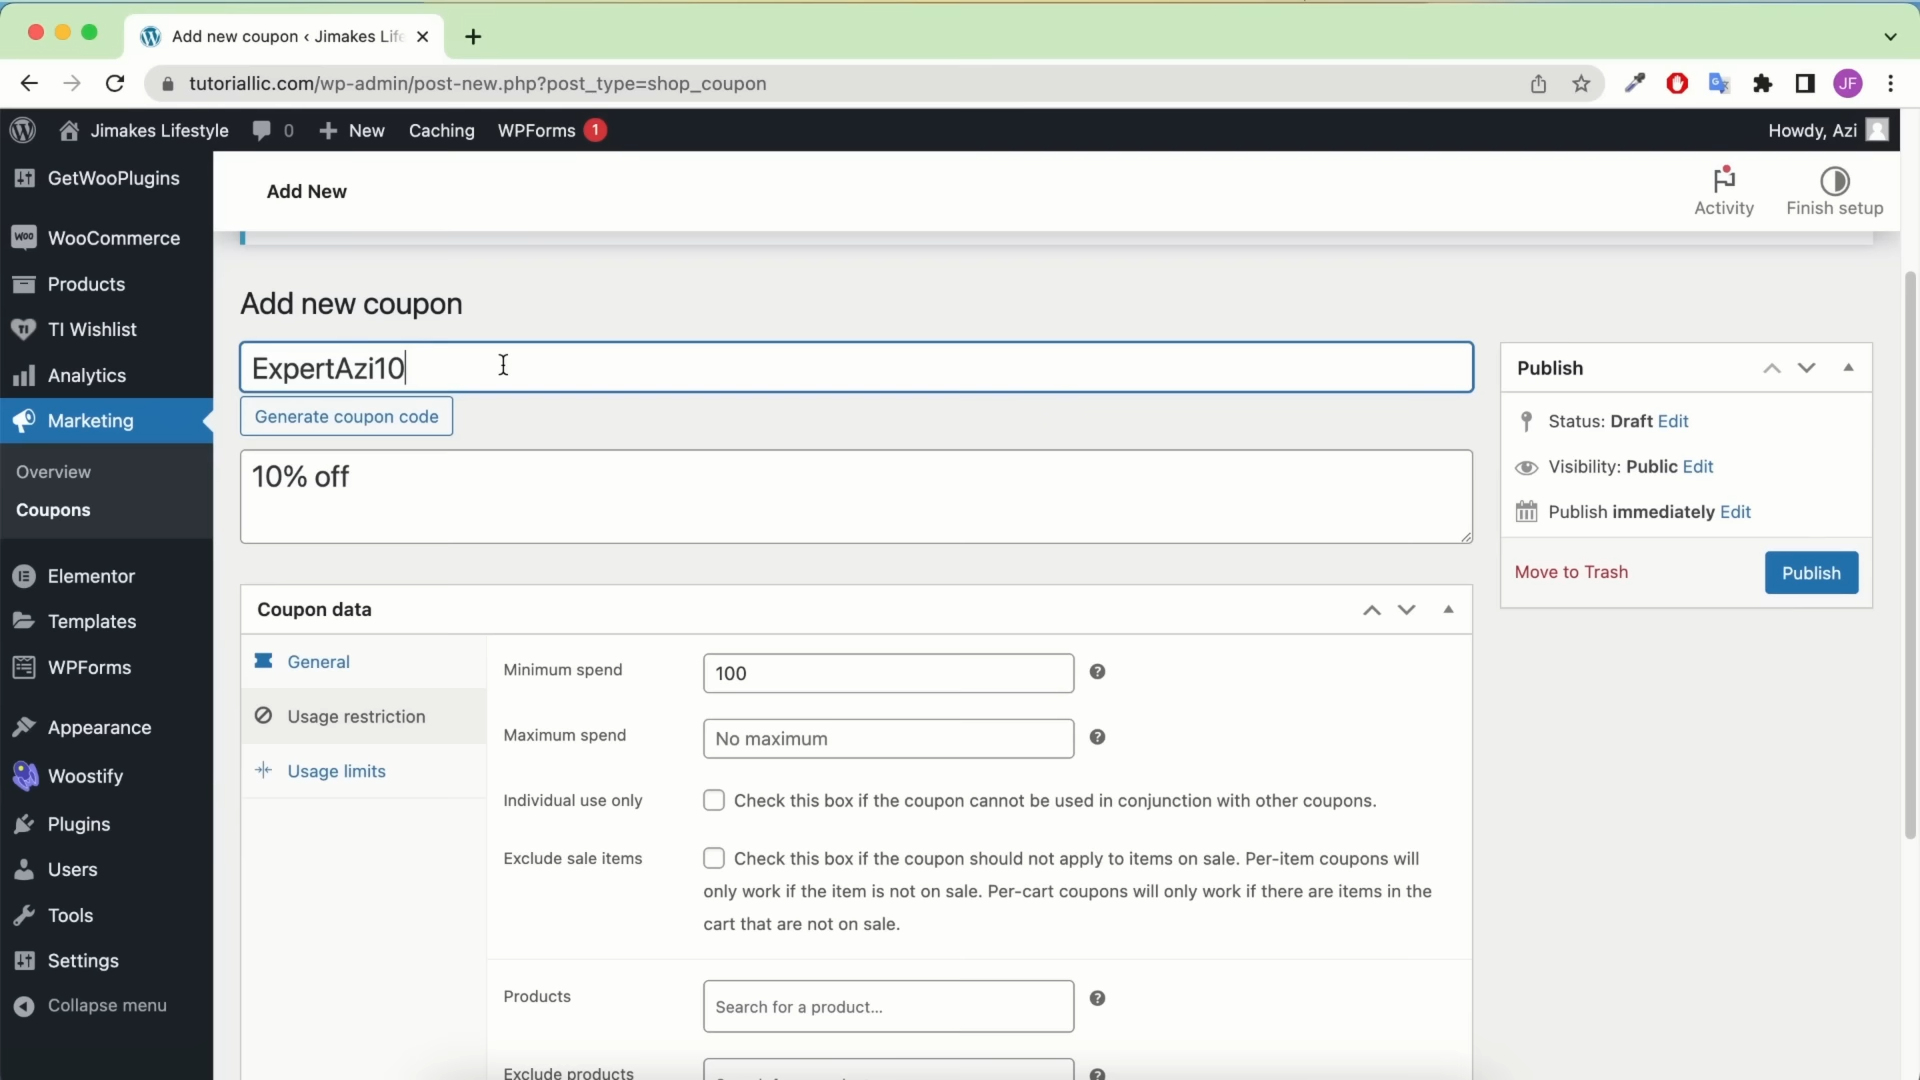 Add new coupon ‹ Jimakes Life
tutoriallic.com/wp-admin/post-new.php?post_type=shop_coupon
JF
Jimakes Lifestyle 0 New Caching WPForms 1 Howdy, Azi
GetWooPlugins
WooCommerce
Products
TI Wishlist
Analytics
Marketing
Overview
Coupons
Elementor
Templates
WPForms
Appearance
Woostify
Plugins
Users
Tools
Settings
Collapse menu
Add New
Activity
Finish setup
Add new coupon
ExpertAzi10
Generate coupon code
10% off
Coupon data
General
Usage restriction
Usage limits
Minimum spend 100
Maximum spend No maximum
Individual use only Check this box if the coupon cannot be used in conjunction with other coupons.
Exclude sale items Check this box if the coupon should not apply to items on sale. Per-item coupons will
only work if the item is not on sale. Per-cart coupons will only work if there are items in the
cart that are not on sale.
Products Search for a product...
Exclude products
Publish
Status: Draft Edit
Visibility: Public Edit
Publish immediately Edit
Move to Trash
Publish